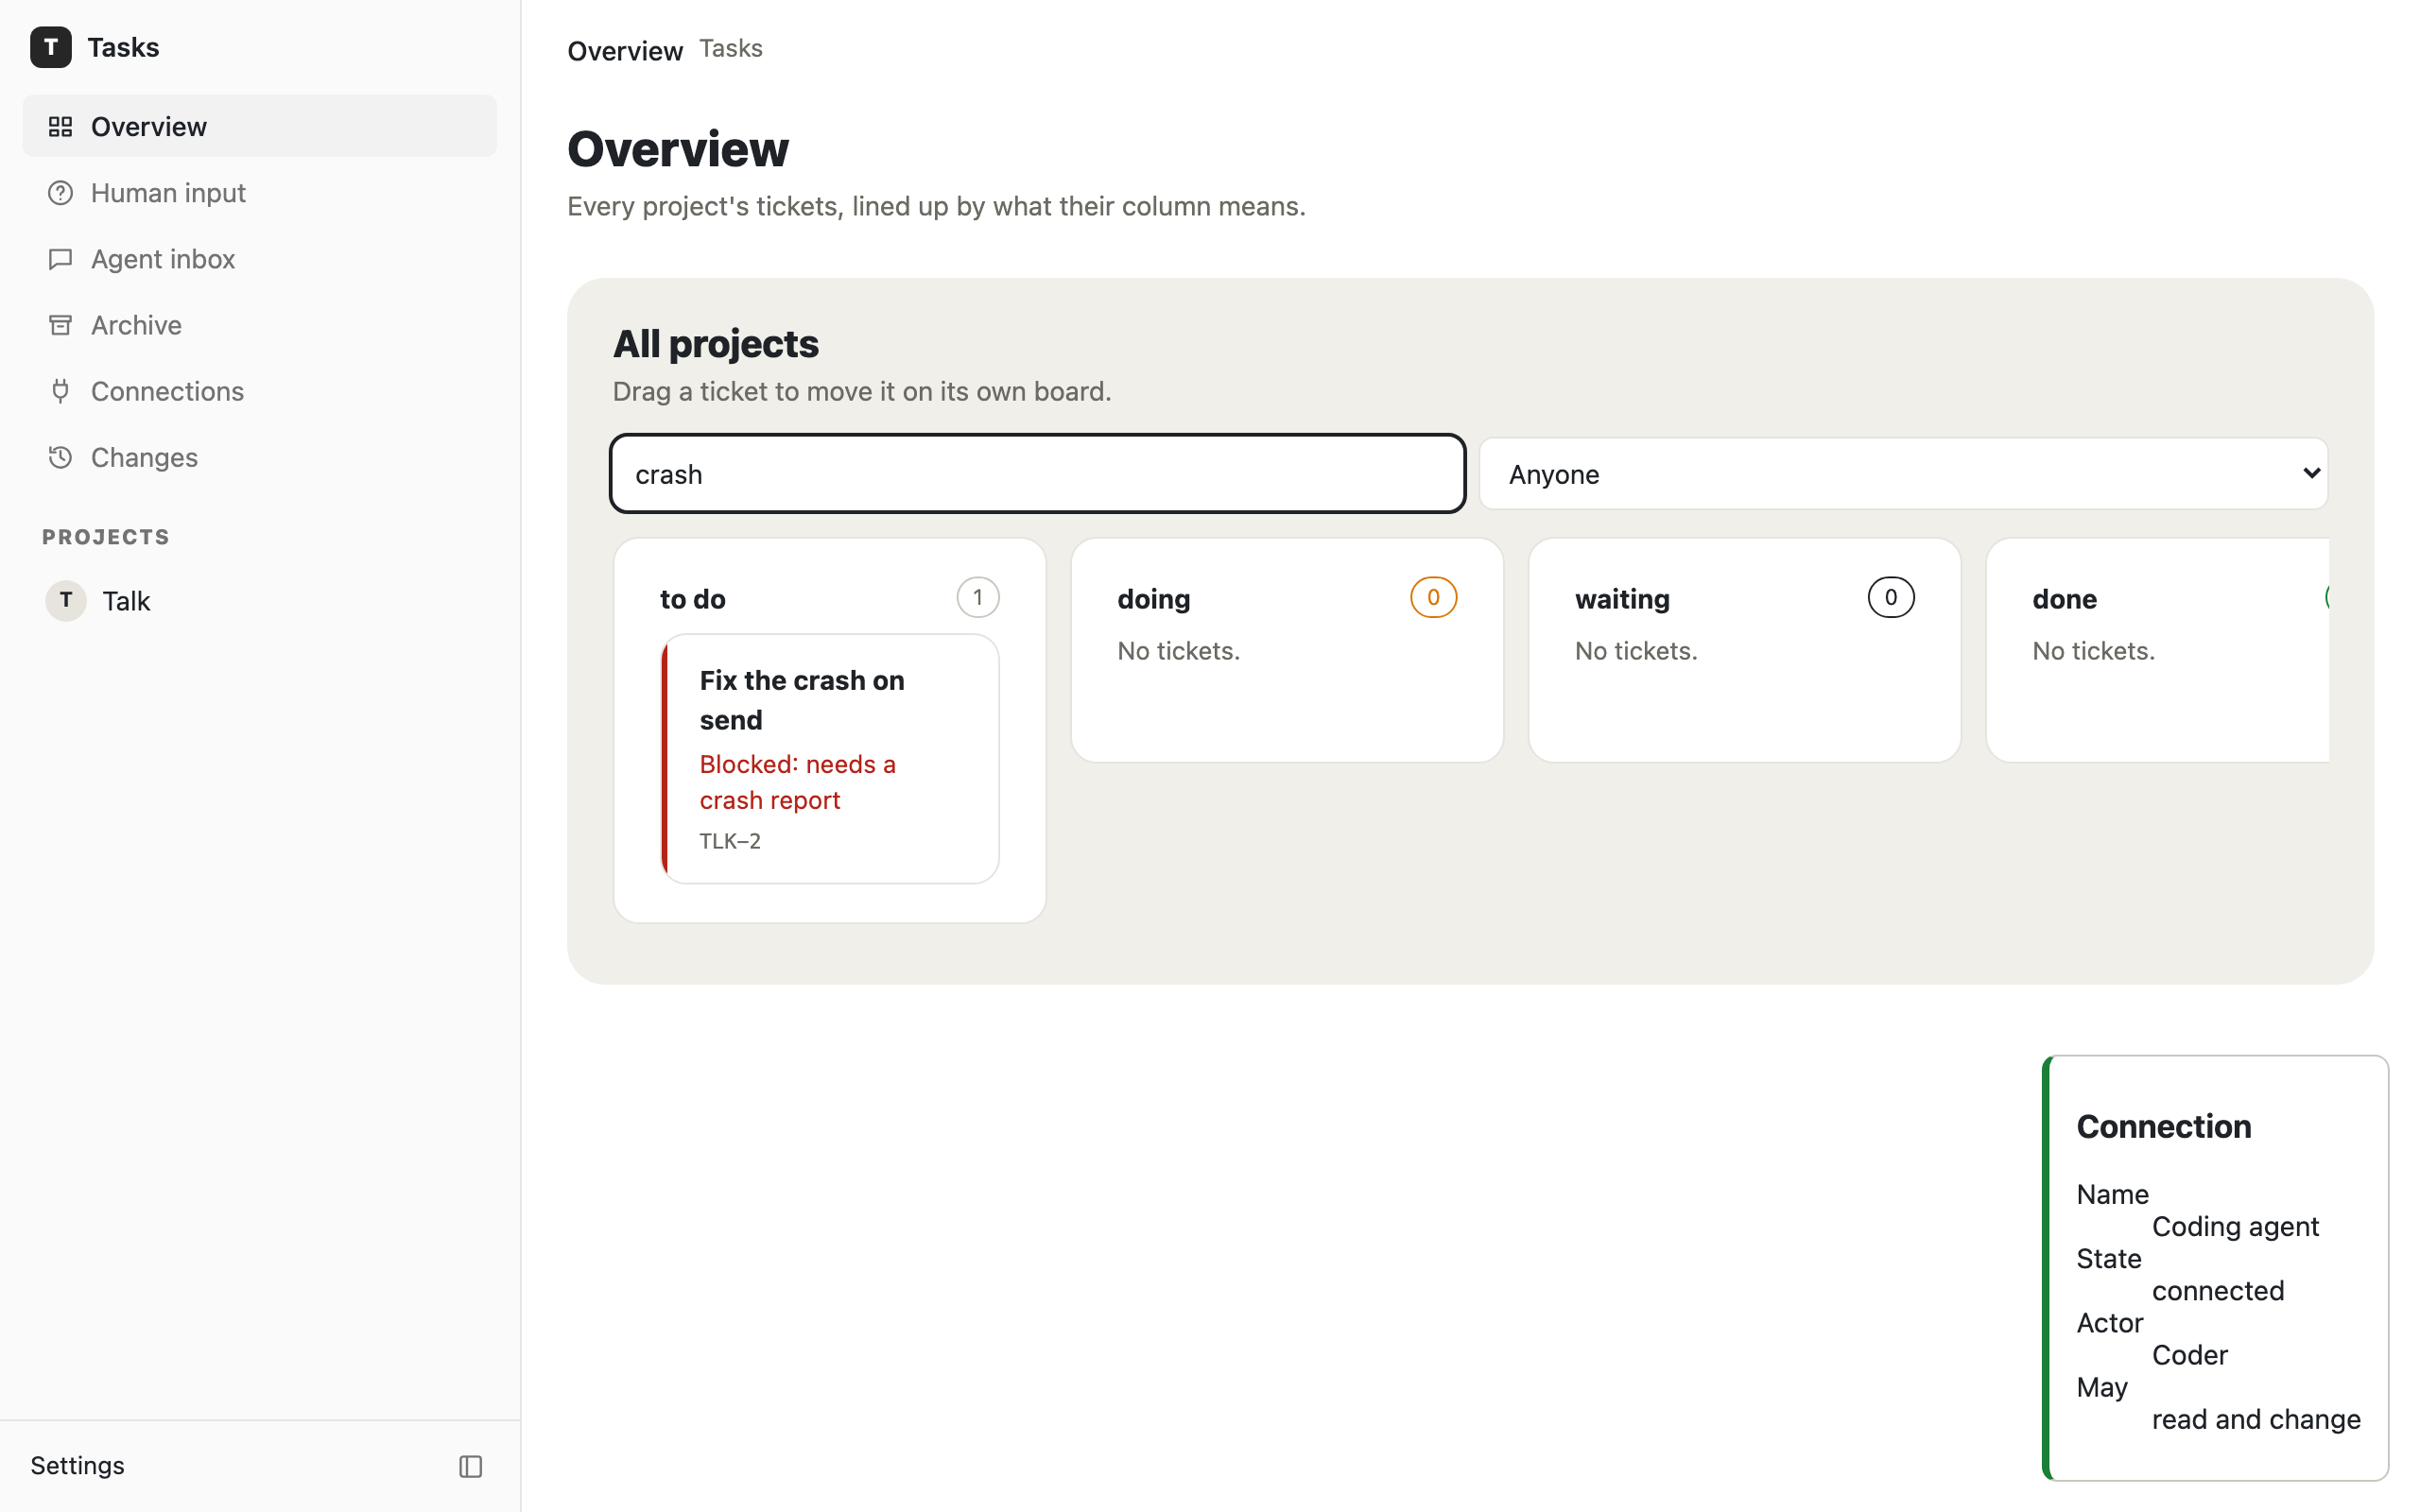 T Tasks
Overview
Human input
Agent inbox
Archive
Connections
Changes
PROJECTS
T Talk
Settings
Overview Tasks
Overview
Every project's tickets, lined up by what their column means.
All projects
Drag a ticket to move it on its own board.
crash
Anyone
to do 1
Fix the crash on
send
Blocked: needs a
crash report
TLK-2
doing 0
No tickets.
waiting 0
No tickets.
done
No tickets.
Connection
Name
Coding agent
State
connected
Actor
Coder
May
read and change